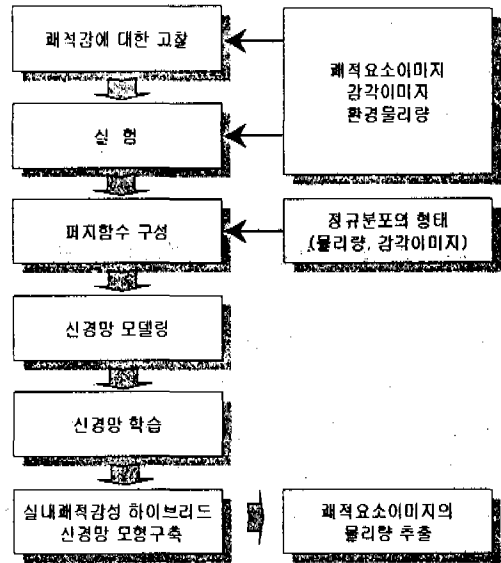 쾌적감에 대한 고찰
쾌적요소이미지
감각이미지
환경물리량
실 험
퍼지함수 구성
정규분포의 형태
(물리량, 감각이미지)
신경망 모델링
신경망 학습
실내쾌적감성 하이브리드
신경망 모형구축
쾌적요소이미지의
물리량 추출